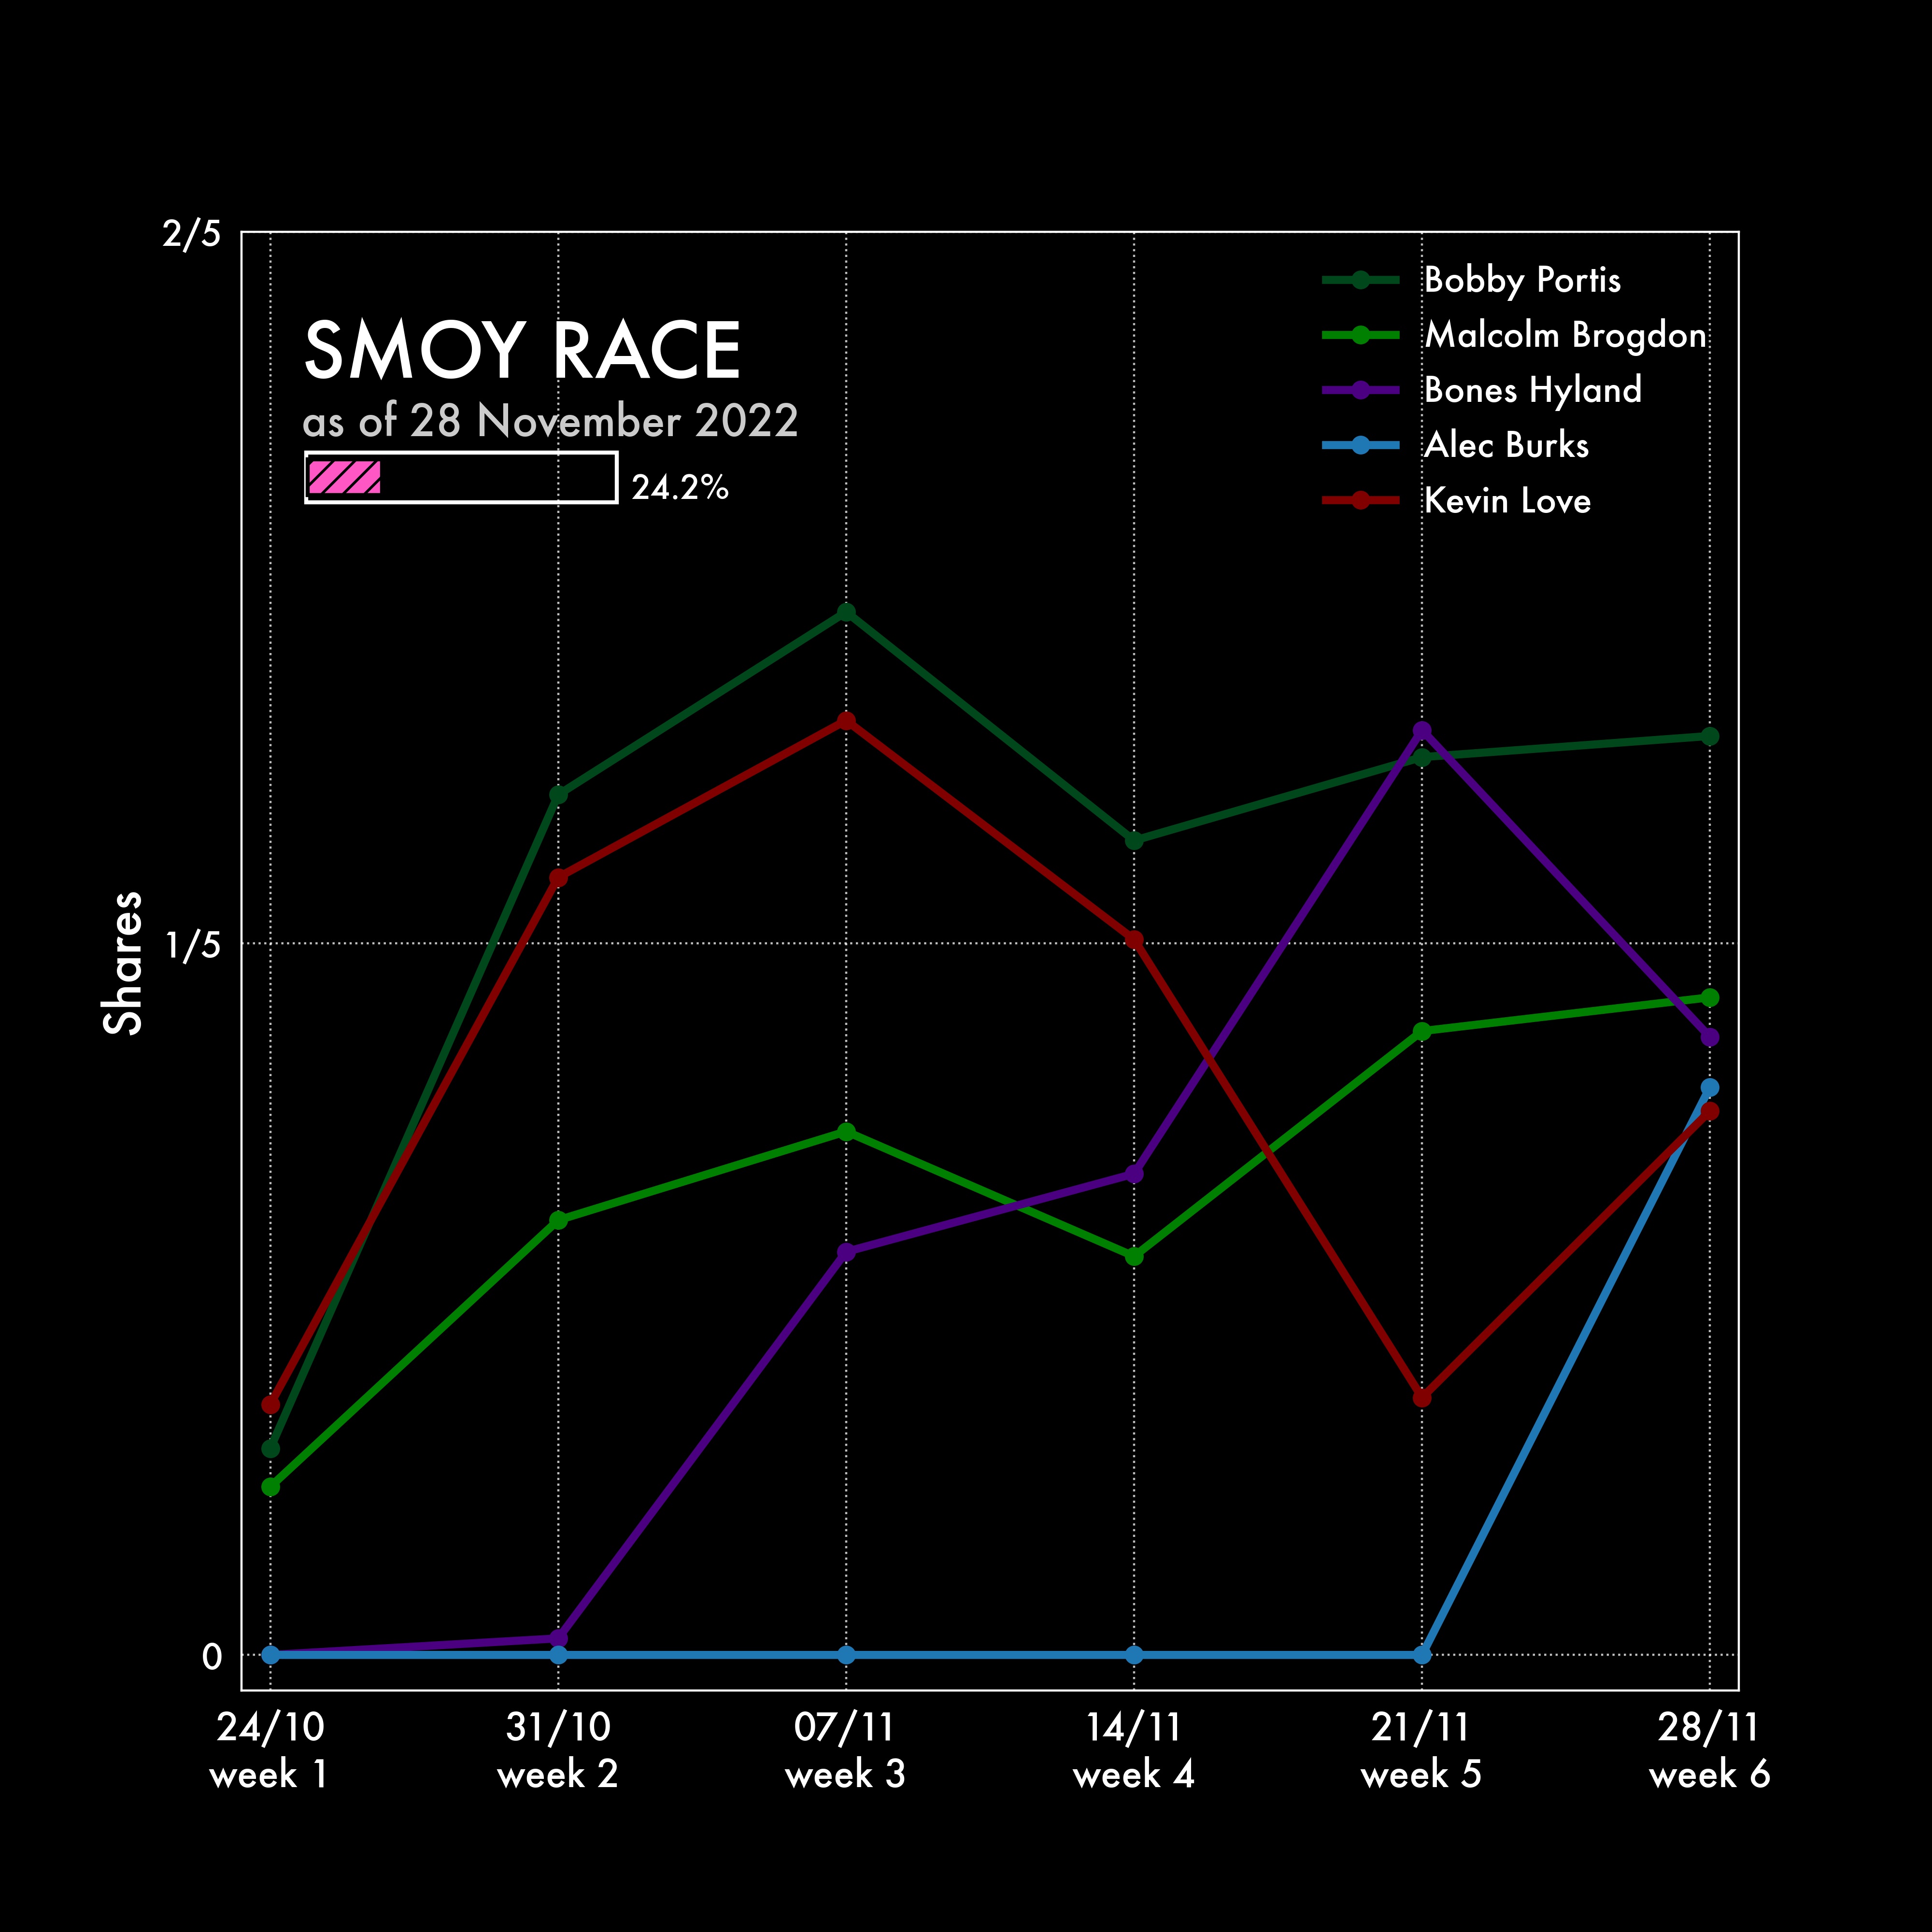 SMOY RACE
as of 28 November 2022
24.2%
Bobby Portis
Malcolm Brogdon
Bones Hyland
Alec Burks
Kevin Love
Shares
2/5
1/5
0
24/10
week 1
31/10
week 2
07/11
week 3
14/11
week 4
21/11
week 5
28/11
week 6